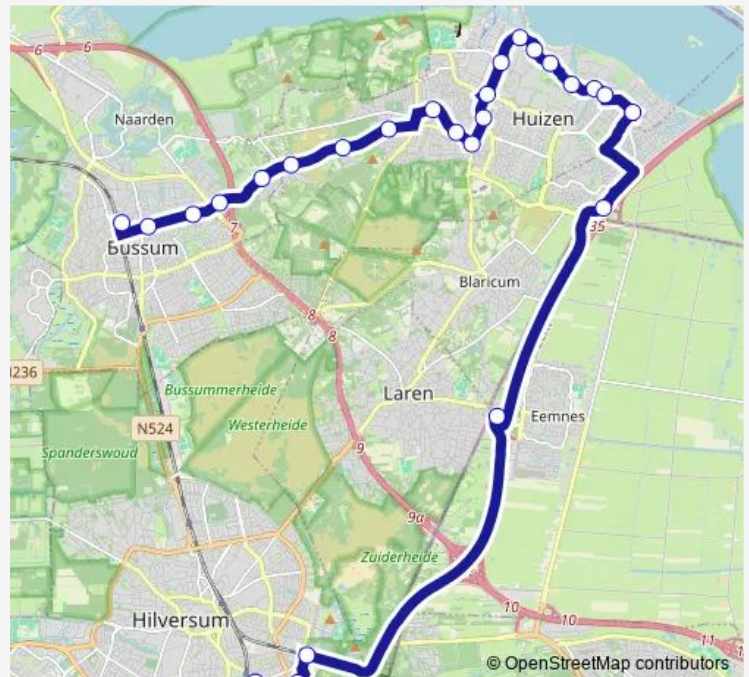 6
6
Naarden
Huizen
7
Bussum
35
Blaricum
8
8
N236
Bussummerheide
Laren
Westerheide
Eemnes
N524
Spanderswoud
9
9a
Zuiderheide
10
Hilversum
10
11
© OpenStreetMap contributors